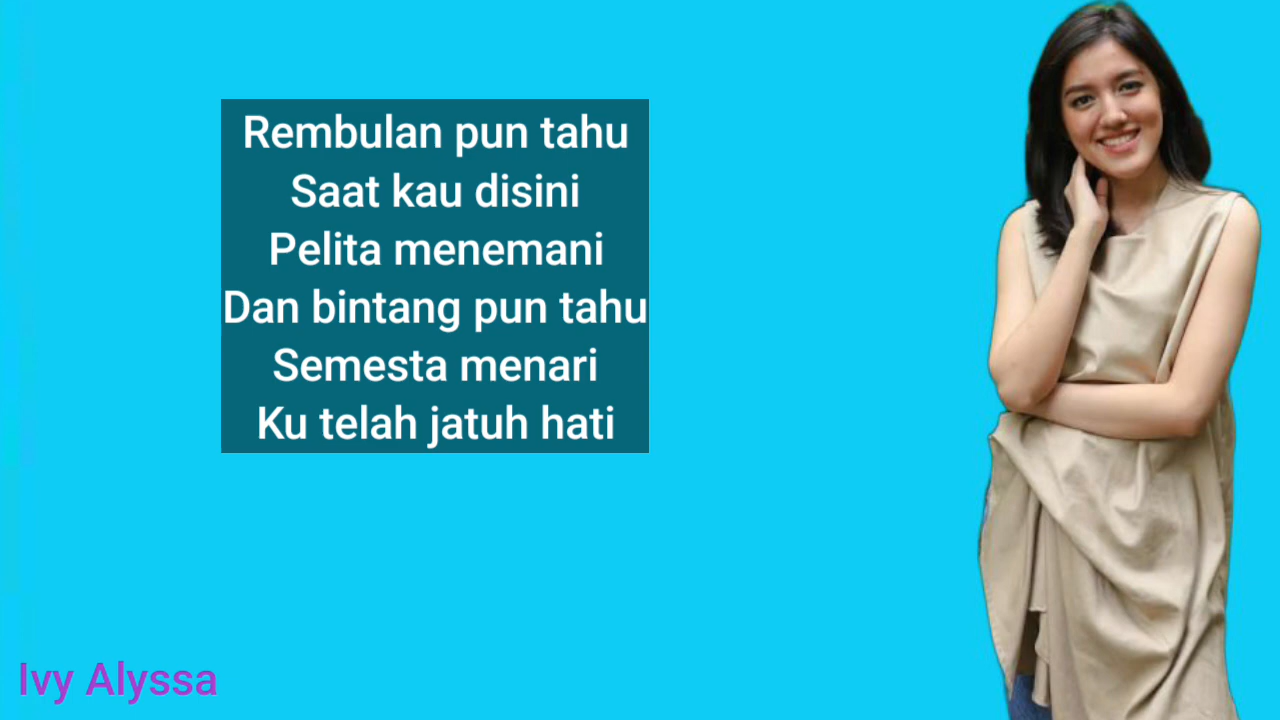 Rembulan pun tahu
Saat kau disini
Pelita menemani
Dan bintang pun tahu
Semesta menari
Ku telah jatuh hati
Ivy Alyssa